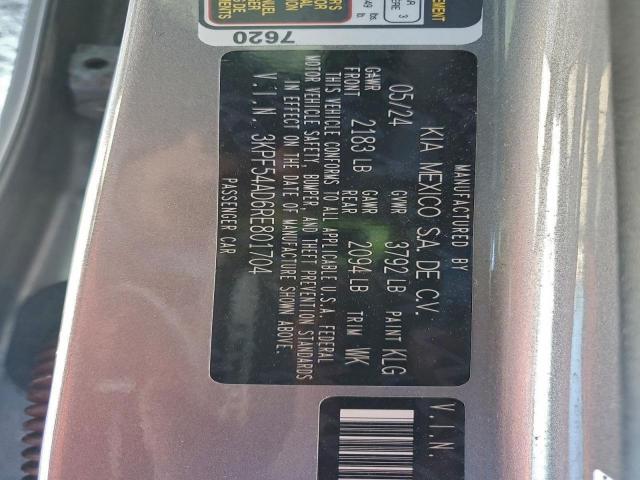 MANUFACTURED BY
KIA MEXICO S.A. DE C.V.
05/24 GVWR 3792 LB PAINT KLG
GAWR FRONT 2183 LB GAWR REAR 2094 LB TRIM WK
THIS VEHICLE CONFORMS TO ALL APPLICABLE U.S.A. FEDERAL
MOTOR VEHICLE SAFETY, BUMPER, AND THEFT PREVENTION STANDARDS
IN EFFECT ON THE DATE OF MANUFACTURE SHOWN ABOVE.
V.I.N. 3KPF54AD6RE801704
PASSENGER CAR
7620
V.I.N.